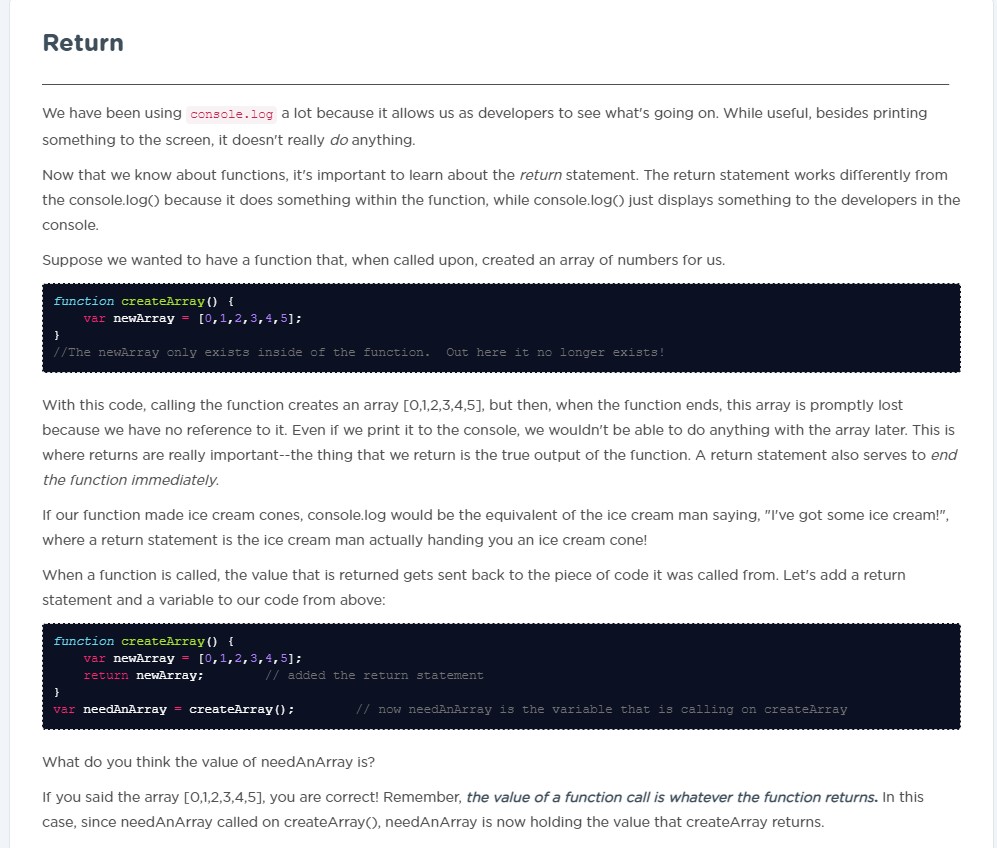 Return
We have been using console.log a lot because it allows us as developers to see what's going on. While useful, besides printing
something to the screen, it doesn't really do anything.
Now that we know about functions, it's important to learn about the return statement. The return statement works differently from
the console.log() because it does something within the function, while console.log() just displays something to the developers in the
console.
Suppose we wanted to have a function that, when called upon, created an array of numbers for us.
function createArray() {
    var newArray = [0,1,2,3,4,5];
}
//The newArray only exists inside of the function.  Out here it no longer exists!
With this code, calling the function creates an array [0,1,2,3,4,5], but then, when the function ends, this array is promptly lost
because we have no reference to it. Even if we print it to the console, we wouldn't be able to do anything with the array later. This is
where returns are really important--the thing that we return is the true output of the function. A return statement also serves to end
the function immediately.
If our function made ice cream cones, console.log would be the equivalent of the ice cream man saying, "I've got some ice cream!",
where a return statement is the ice cream man actually handing you an ice cream cone!
When a function is called, the value that is returned gets sent back to the piece of code it was called from. Let's add a return
statement and a variable to our code from above:
function createArray() {
    var newArray = [0,1,2,3,4,5];
    return newArray;        // added the return statement
}
var needAnArray = createArray();        // now needAnArray is the variable that is calling on createArray
What do you think the value of needAnArray is?
If you said the array [0,1,2,3,4,5], you are correct! Remember, the value of a function call is whatever the function returns. In this
case, since needAnArray called on createArray(), needAnArray is now holding the value that createArray returns.